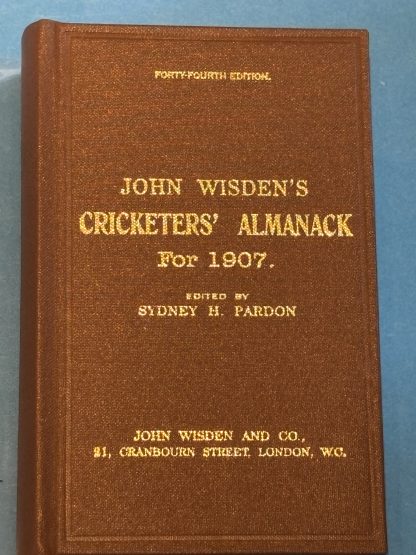 FORTY-FOURTH EDITION.
JOHN WISDEN'S
CRICKETERS' ALMANACK
For 1907.
EDITED BY
SYDNEY H. PARDON
JOHN WISDEN AND CO.,
21, CRANBOURN STREET, LONDON, W.C.